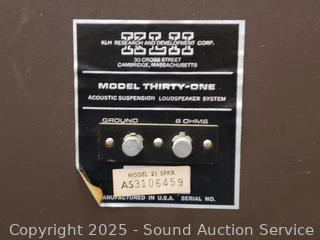 KLH
KLH RESEARCH AND DEVELOPMENT CORP.
30 CROSS STREET
CAMBRIDGE, MASSACHUSETTS
MODEL THIRTY-ONE
ACOUSTIC SUSPENSION LOUDSPEAKER SYSTEM
GROUND 8 OHMS
MODEL 31 SPKR
AS3106459
MANUFACTURED IN U.S.A. SERIAL NO.
Copyright 2025 - Sound Auction Service